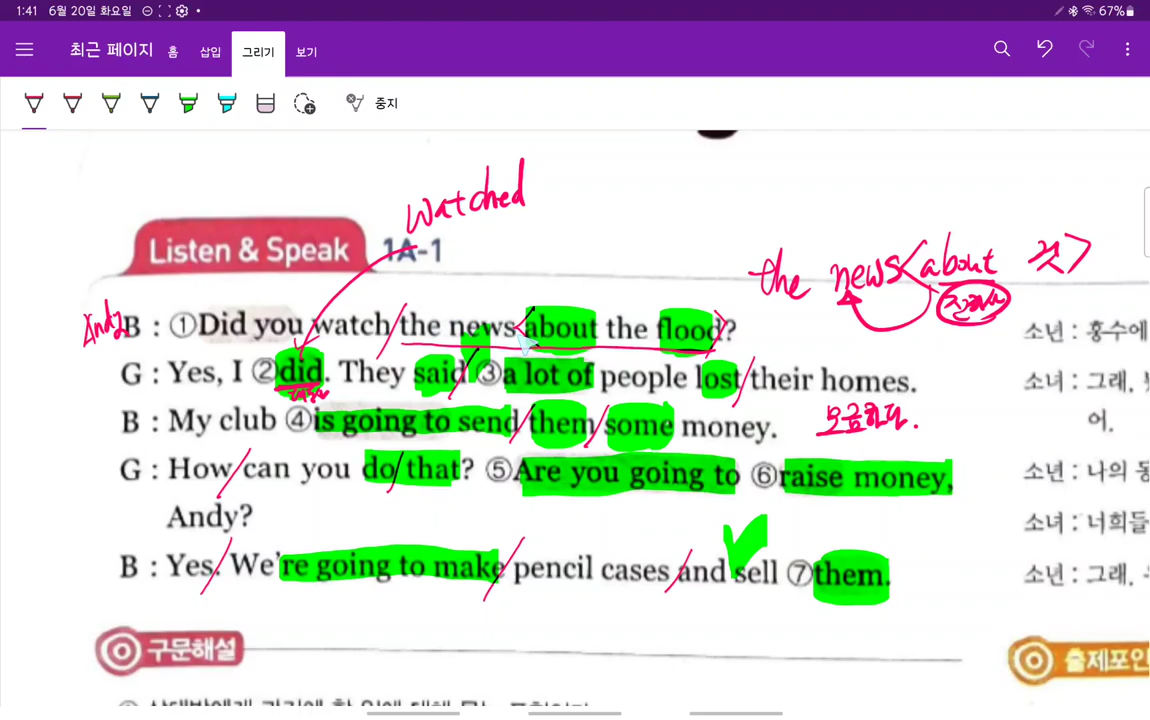 1:41 6월 20일 화요일 67%
최근 페이지 홈 삽입 그리기 보기
중지
watched
Listen & Speak 1A-1
the news <about 것>
전치사
Andy B : ①Did you watch / the news <about the flood>? 소년 : 홍수에
G : Yes, I ②did. They said / ③a lot of people lost / their homes. 소녀 : 그래,
대동사
B : My club ④is going to send / them / some money. 모금하다. 어.
G : How / can you do / that? ⑤Are you going to ⑥raise money, 소년 : 나의 동
Andy? 소녀 : 너희들
B : Yes. / We're going to make / pencil cases / and sell ⑦them. 소년 : 그래,
구문해설 출제포인